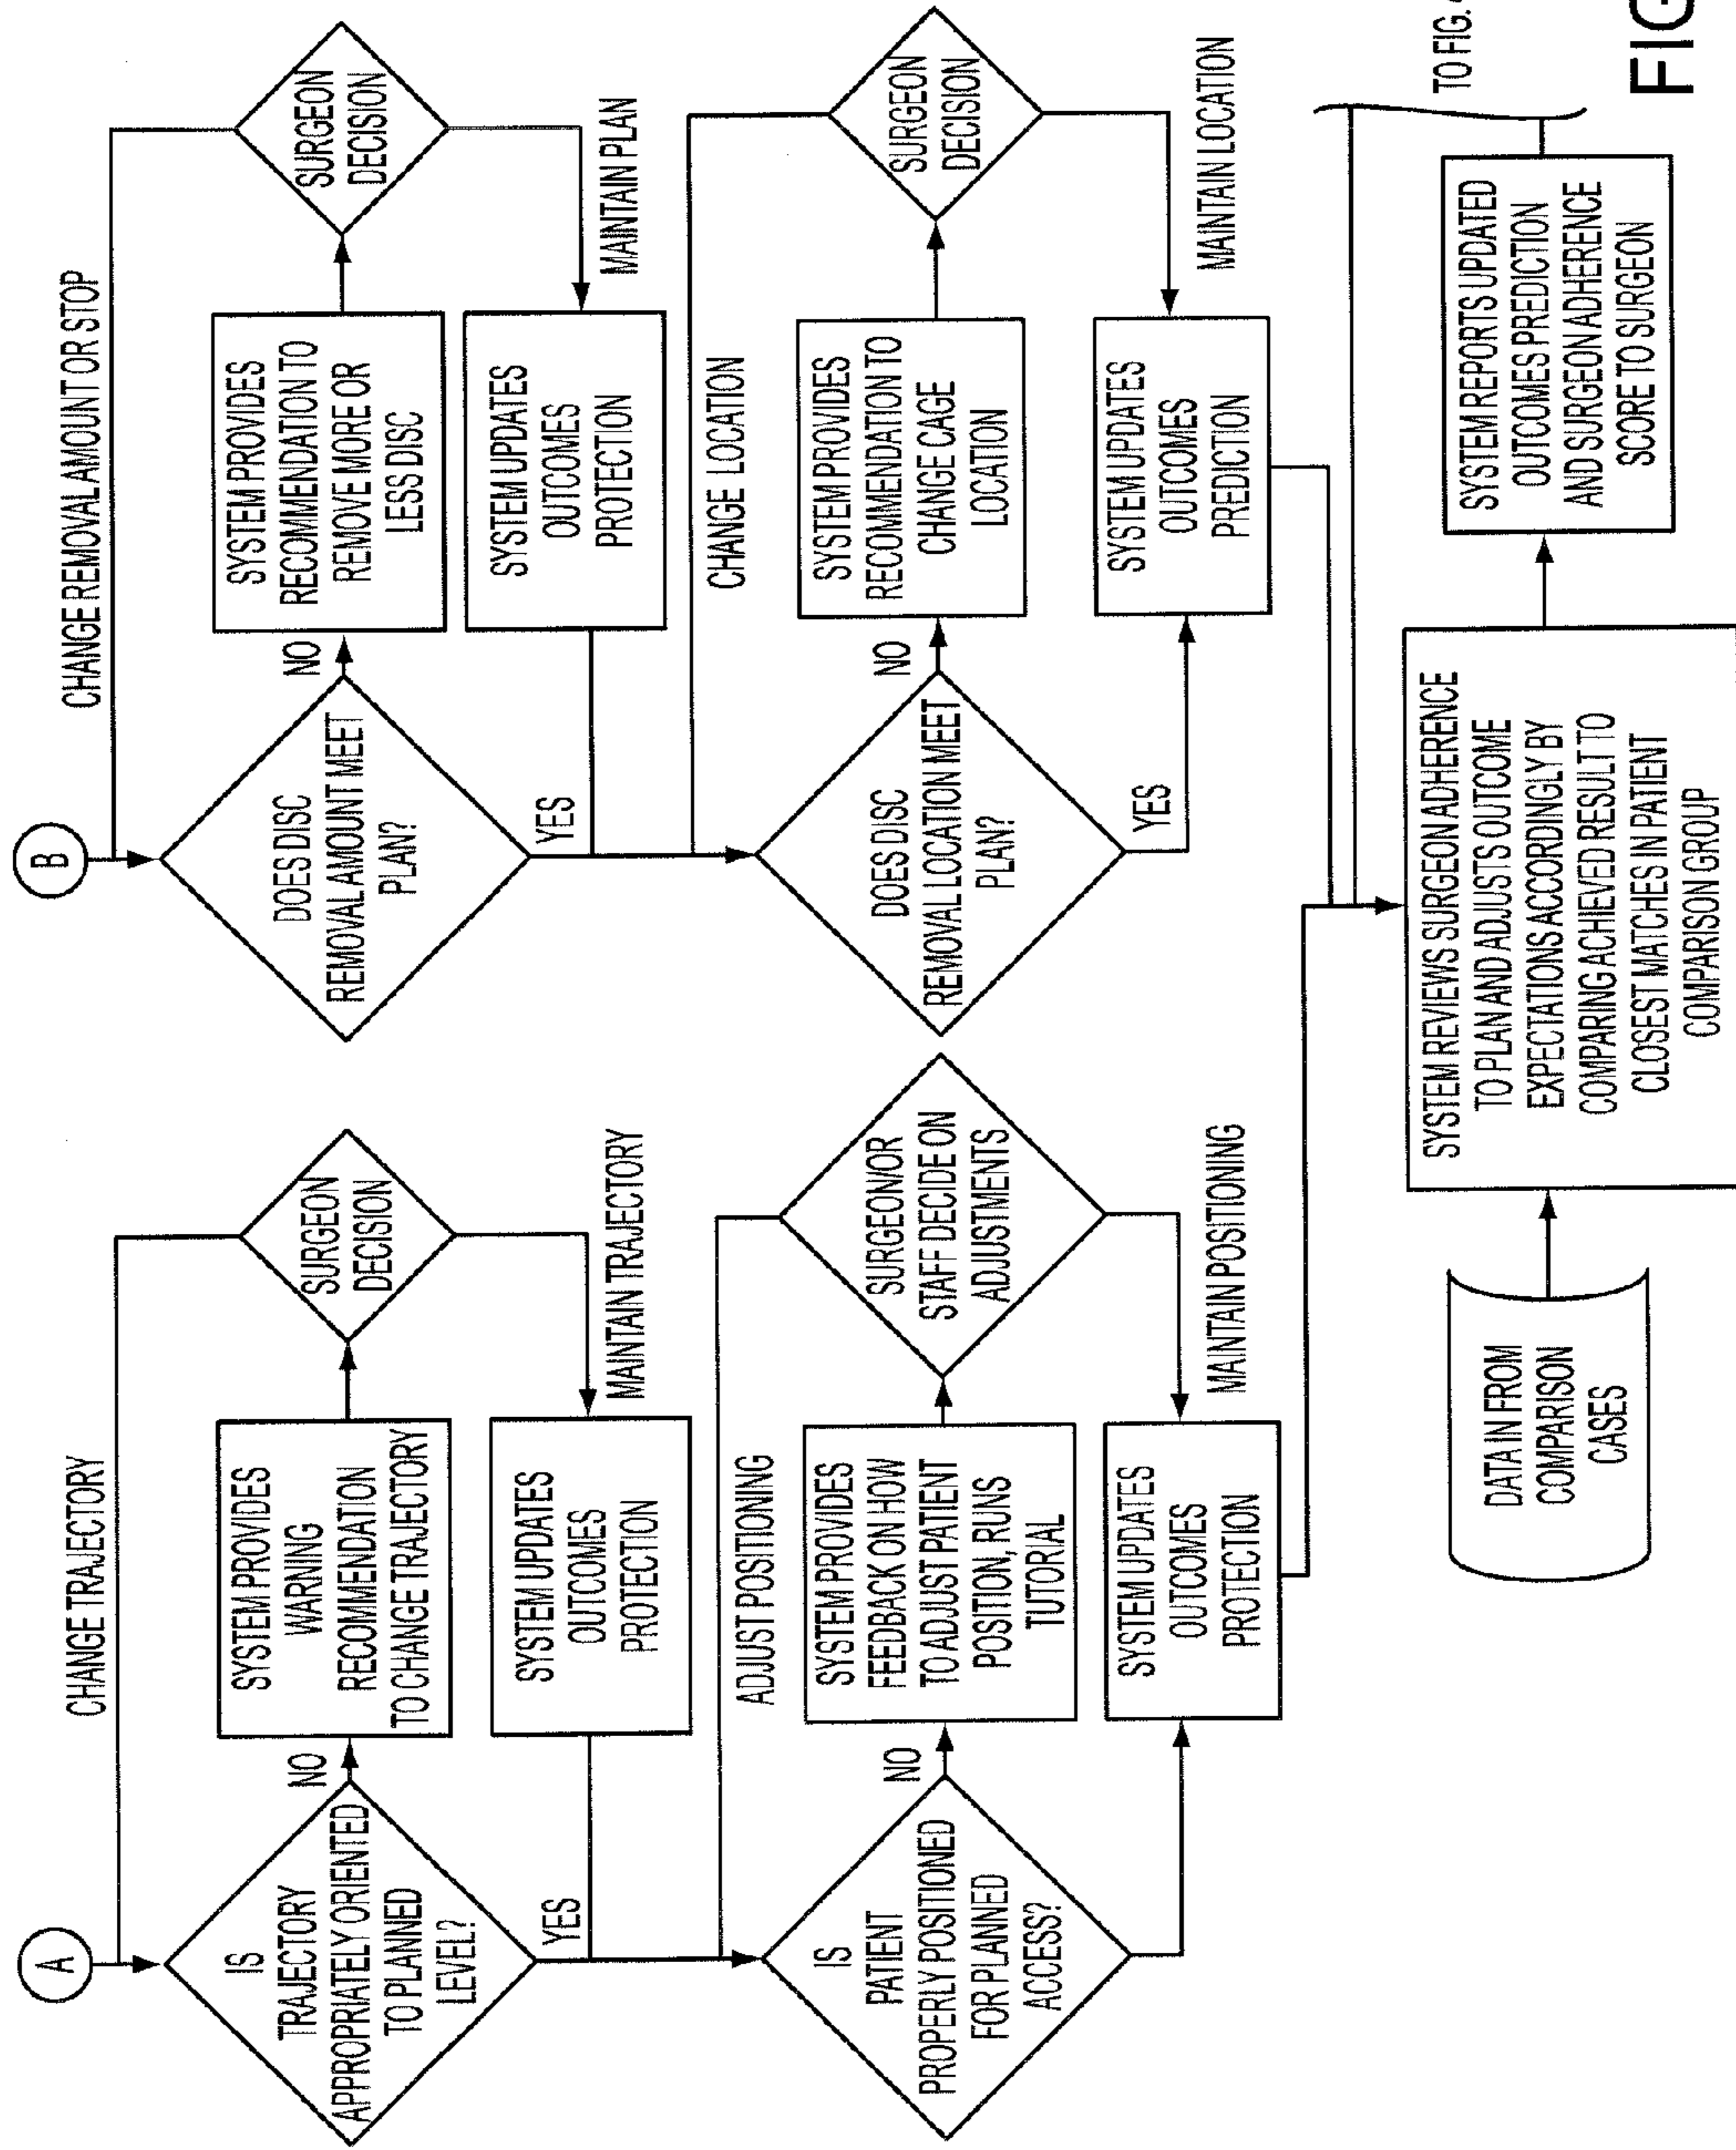 A
CHANGE TRAJECTORY
IS
TRAJECTORY
APPROPRIATELY ORIENTED
TO PLANNED
LEVEL?
NO
SYSTEM PROVIDES
WARNING
RECOMMENDATION
TO CHANGE TRAJECTORY
SURGEON
DECISION
YES
SYSTEM UPDATES
OUTCOMES
PROTECTION
MAINTAIN TRAJECTORY
ADJUST POSITIONING
IS
PATIENT
PROPERLY POSITIONED
FOR PLANNED
ACCESS?
NO
SYSTEM PROVIDES
FEEDBACK ON HOW
TO ADJUST PATIENT
POSITION, RUNS
TUTORIAL
SURGEON/OR
STAFF DECIDE ON
ADJUSTMENTS
SYSTEM UPDATES
OUTCOMES
PROTECTION
MAINTAIN POSITIONING
B
CHANGE REMOVAL AMOUNT OR STOP
DOES DISC
REMOVAL AMOUNT MEET
PLAN?
NO
SYSTEM PROVIDES
RECOMMENDATION TO
REMOVE MORE OR
LESS DISC
SURGEON
DECISION
YES
SYSTEM UPDATES
OUTCOMES
PROTECTION
MAINTAIN PLAN
CHANGE LOCATION
DOES DISC
REMOVAL LOCATION MEET
PLAN?
NO
SYSTEM PROVIDES
RECOMMENDATION TO
CHANGE CAGE
LOCATION
SURGEON
DECISION
YES
SYSTEM UPDATES
OUTCOMES
PREDICTION
MAINTAIN LOCATION
DATA IN FROM
COMPARISON
CASES
SYSTEM REVIEWS SURGEON ADHERENCE
TO PLAN AND ADJUSTS OUTCOME
EXPECTATIONS ACCORDINGLY BY
COMPARING ACHIEVED RESULT TO
CLOSEST MATCHES IN PATIENT
COMPARISON GROUP
SYSTEM REPORTS UPDATED
OUTCOMES PREDICTION
AND SURGEON ADHERENCE
SCORE TO SURGEON
TO FIG.
FIG